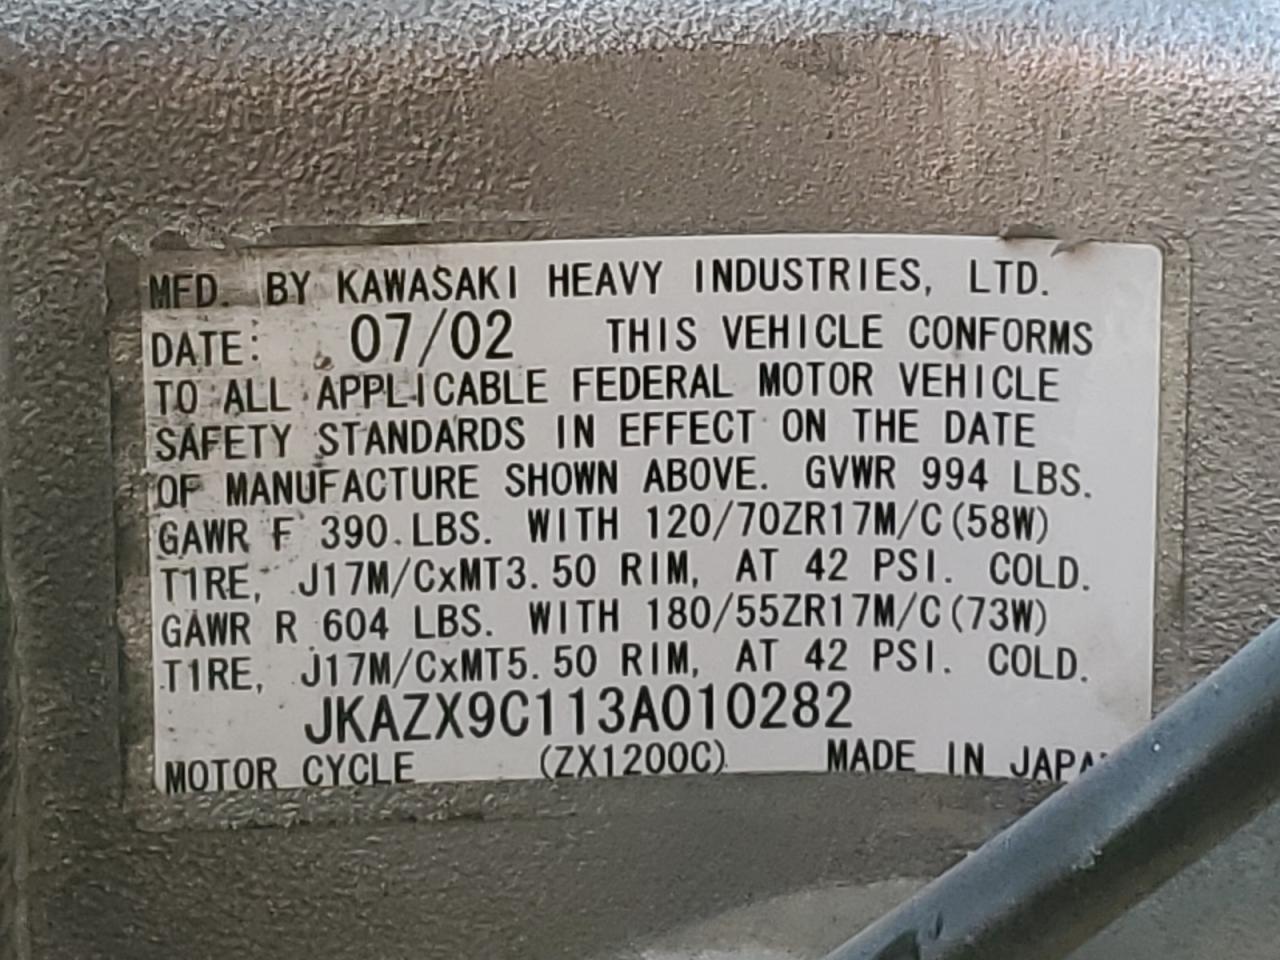 MFD. BY KAWASAKI HEAVY INDUSTRIES, LTD.
DATE: 07/02 THIS VEHICLE CONFORMS
TO ALL APPLICABLE FEDERAL MOTOR VEHICLE
SAFETY STANDARDS IN EFFECT ON THE DATE
OF MANUFACTURE SHOWN ABOVE. GVWR 994 LBS.
GAWR F 390 LBS. WITH 120/70ZR17M/C(58W)
TIRE, J17M/CxMT3.50 RIM, AT 42 PSI. COLD.
GAWR R 604 LBS. WITH 180/55ZR17M/C(73W)
TIRE, J17M/CxMT5.50 RIM, AT 42 PSI. COLD.
JKAZX9C113A010282
MOTOR CYCLE (ZX1200C) MADE IN